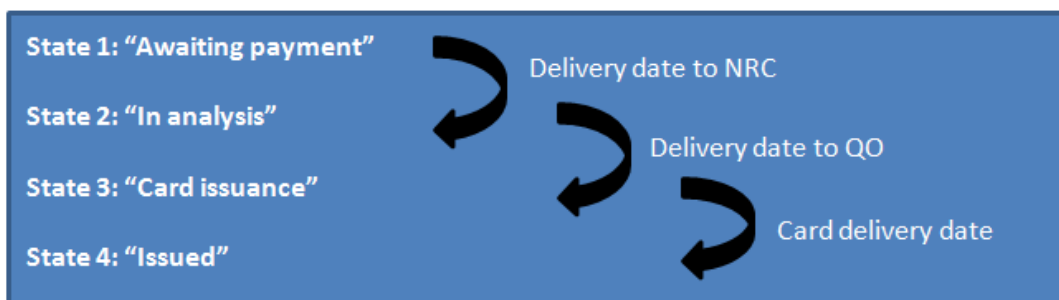 State 1: “Awaiting payment”
Delivery date to NRC
State 2: “In analysis”
Delivery date to QO
State 3: “Card issuance”
Card delivery date
State 4: “Issued”